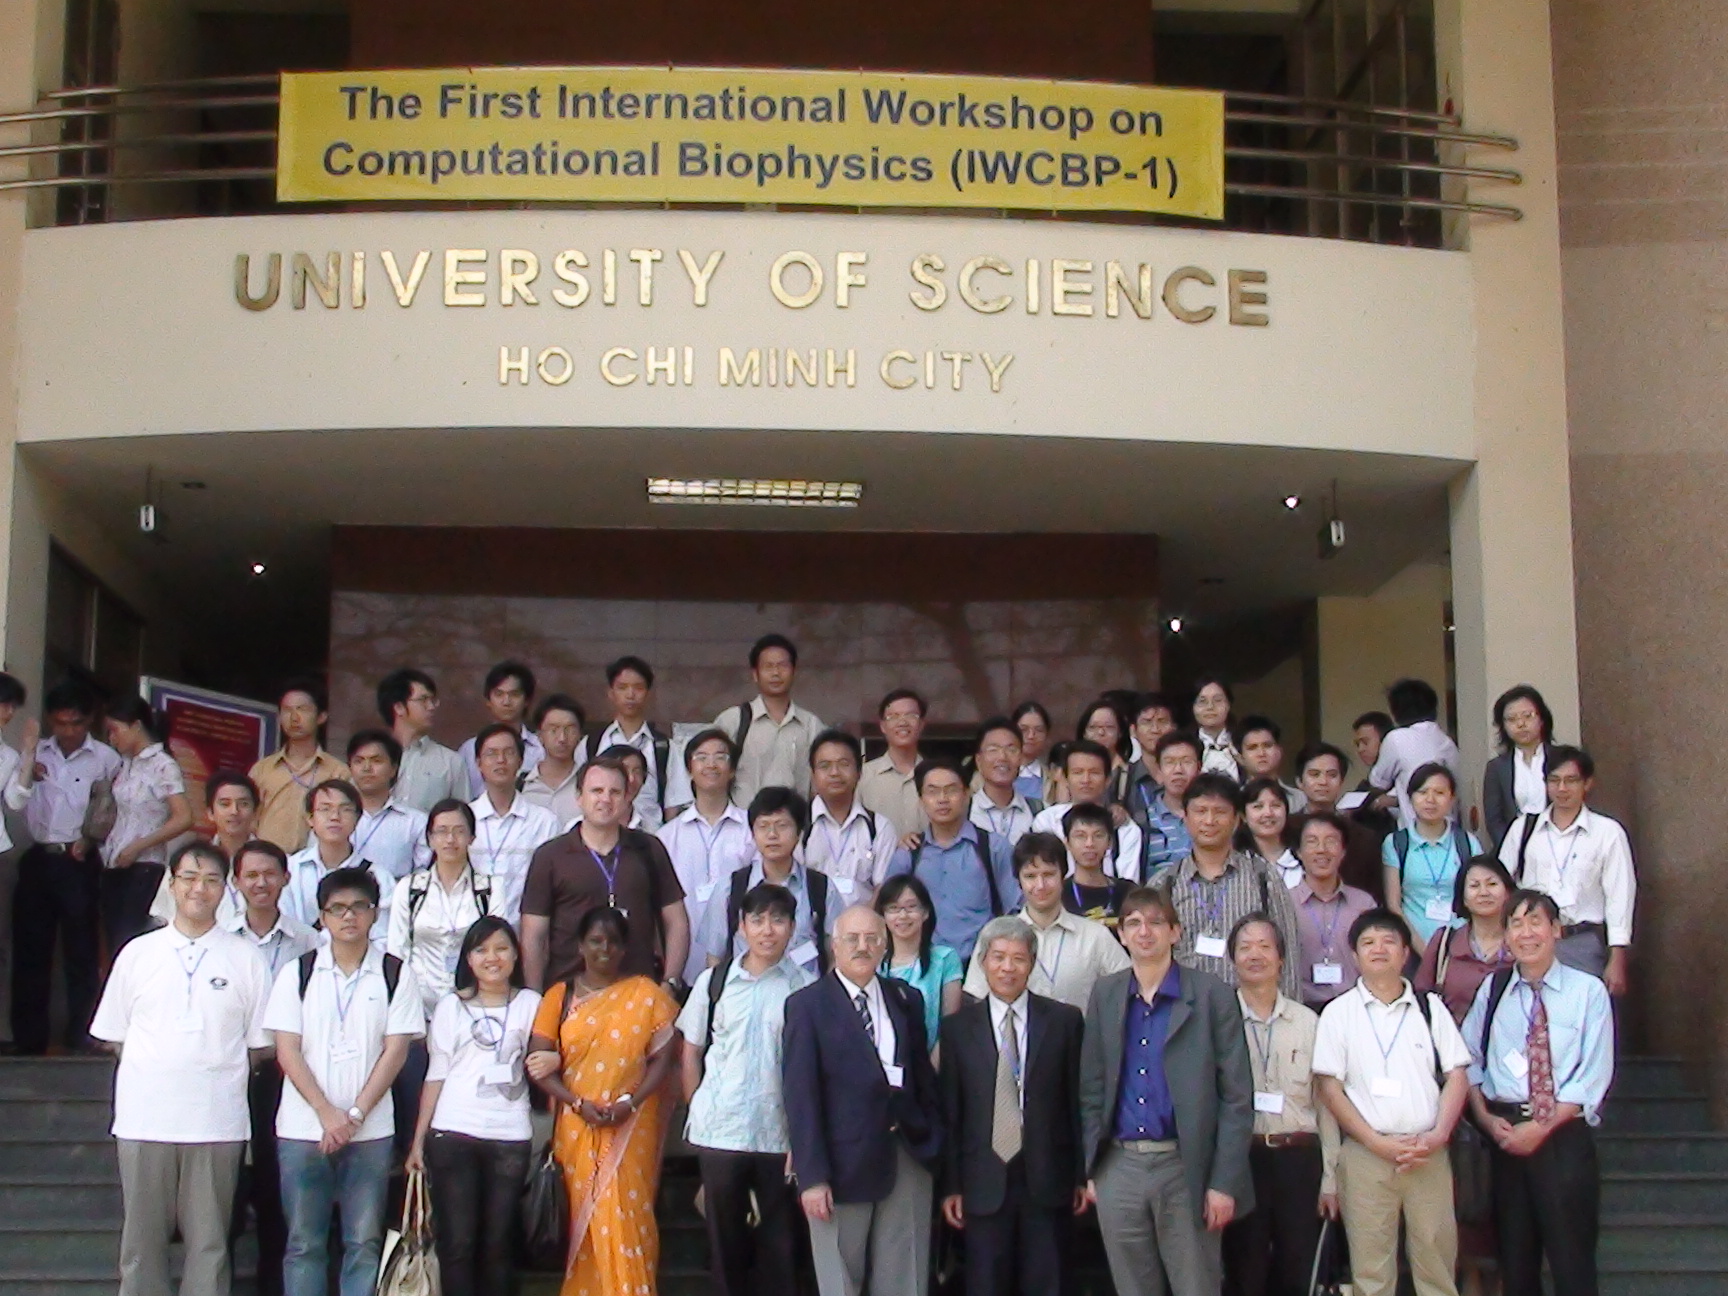 The First International Workshop on
Computational Biophysics (IWCBP-1)
UNIVERSITY OF SCIENCE
HO CHI MINH CITY